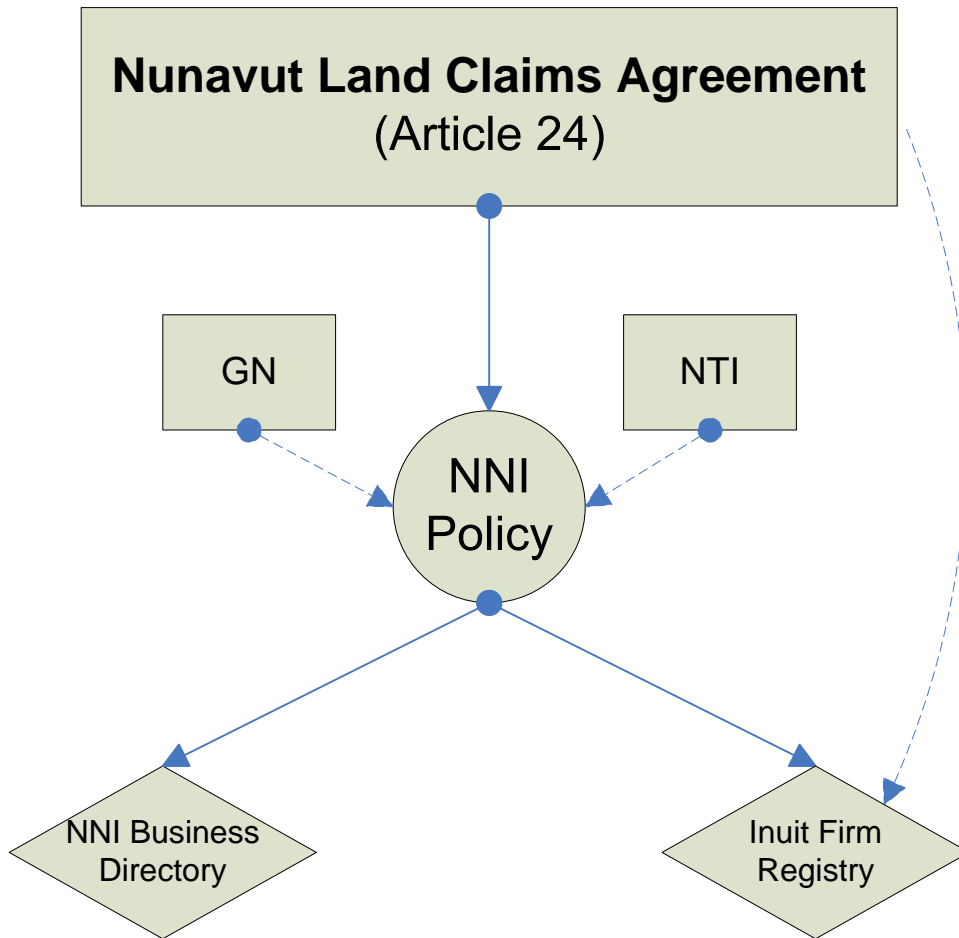 Nunavut Land Claims Agreement
(Article 24)
GN
NTI
NNI
Policy
NNI Business
Directory
Inuit Firm
Registry